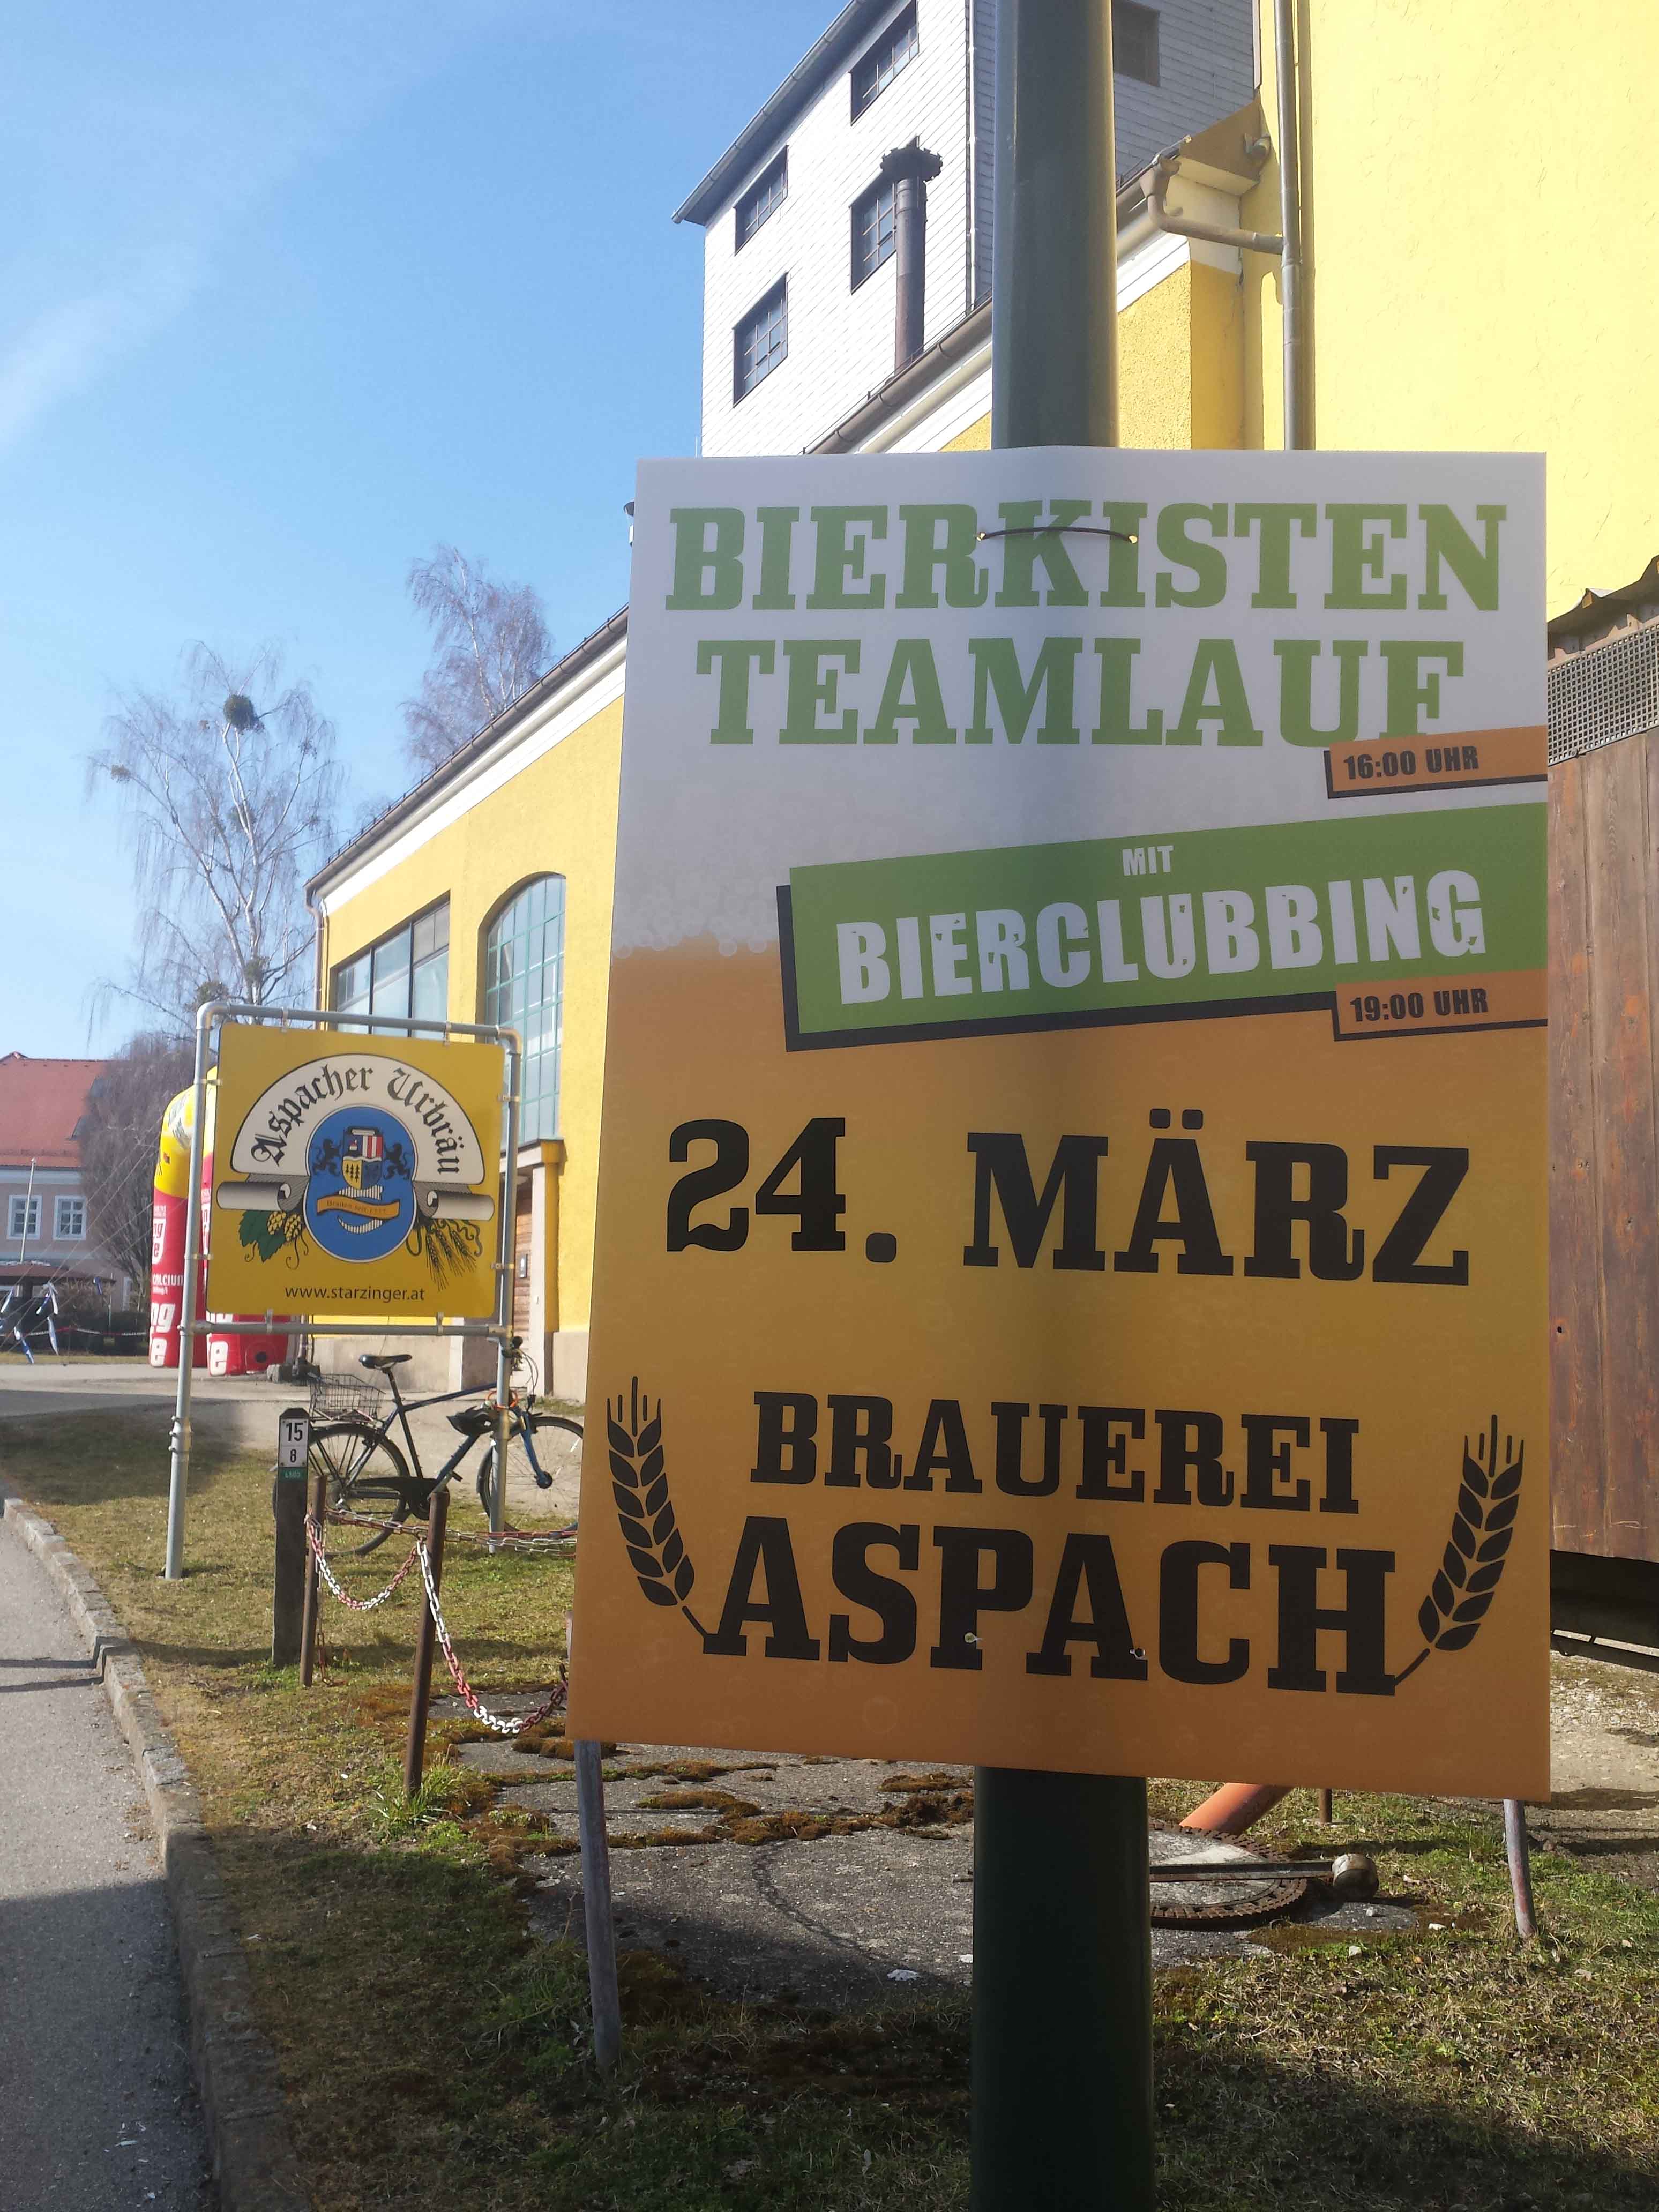 BIERKISTEN
TEAMLAUF
16:00 UHR
MIT
BIERCLUBBING
19:00 UHR
24. MÄRZ
BRAUEREI
ASPACH
Aspacher Urbräu
www.starzinger.at
15
8
L503